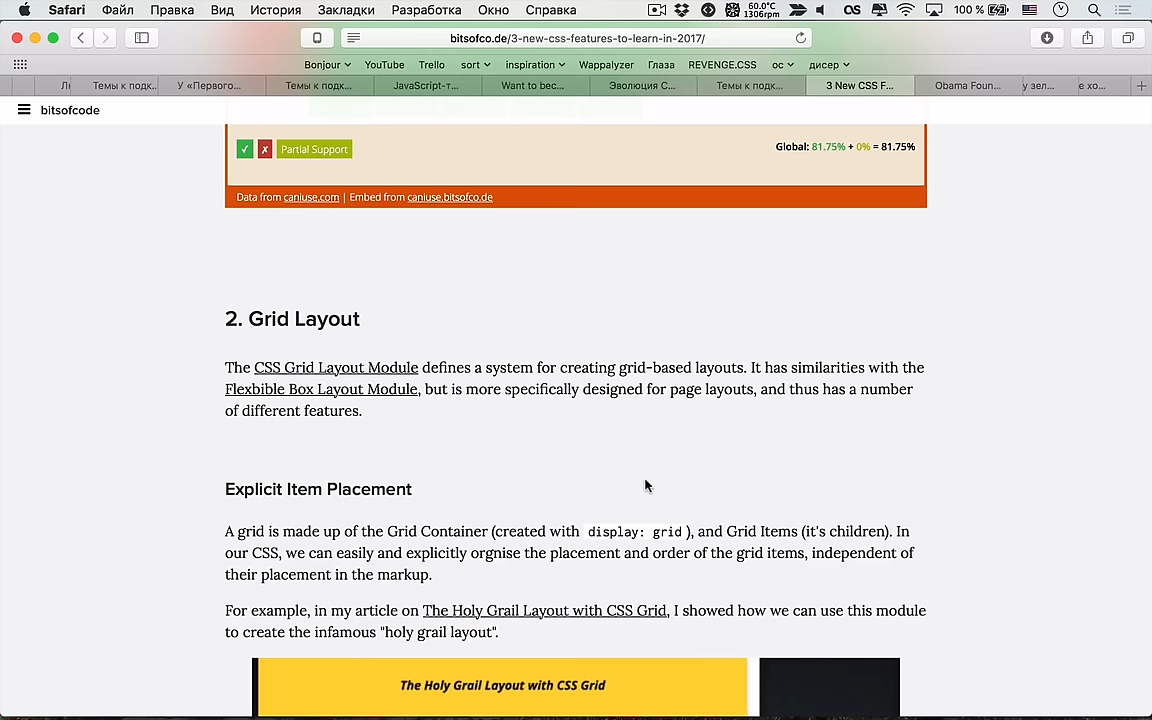 Safari Файл Правка Вид История Закладки Разработка Окно Справка 60.0°C 1306rpm 100 %
bitsofco.de/3-new-css-features-to-learn-in-2017/
Bonjour YouTube Trello sort inspiration Wappalyzer Глаза REVENGE.CSS ос дисер
Темы к подк... У «Первого... Темы к подк... JavaScript-т... Want to bec... Эволюция С... Темы к подк... 3 New CSS F... Obama Foun... у зел... е хо...
bitsofcode
✓ ✗ Partial Support Global: 81.75% + 0% = 81.75%
Data from caniuse.com | Embed from caniuse.bitsofco.de
2. Grid Layout
The CSS Grid Layout Module defines a system for creating grid-based layouts. It has similarities with the
Flexbible Box Layout Module, but is more specifically designed for page layouts, and thus has a number
of different features.
Explicit Item Placement
A grid is made up of the Grid Container (created with display: grid ), and Grid Items (it's children). In
our CSS, we can easily and explicitly orgnise the placement and order of the grid items, independent of
their placement in the markup.
For example, in my article on The Holy Grail Layout with CSS Grid, I showed how we can use this module
to create the infamous "holy grail layout".
The Holy Grail Layout with CSS Grid